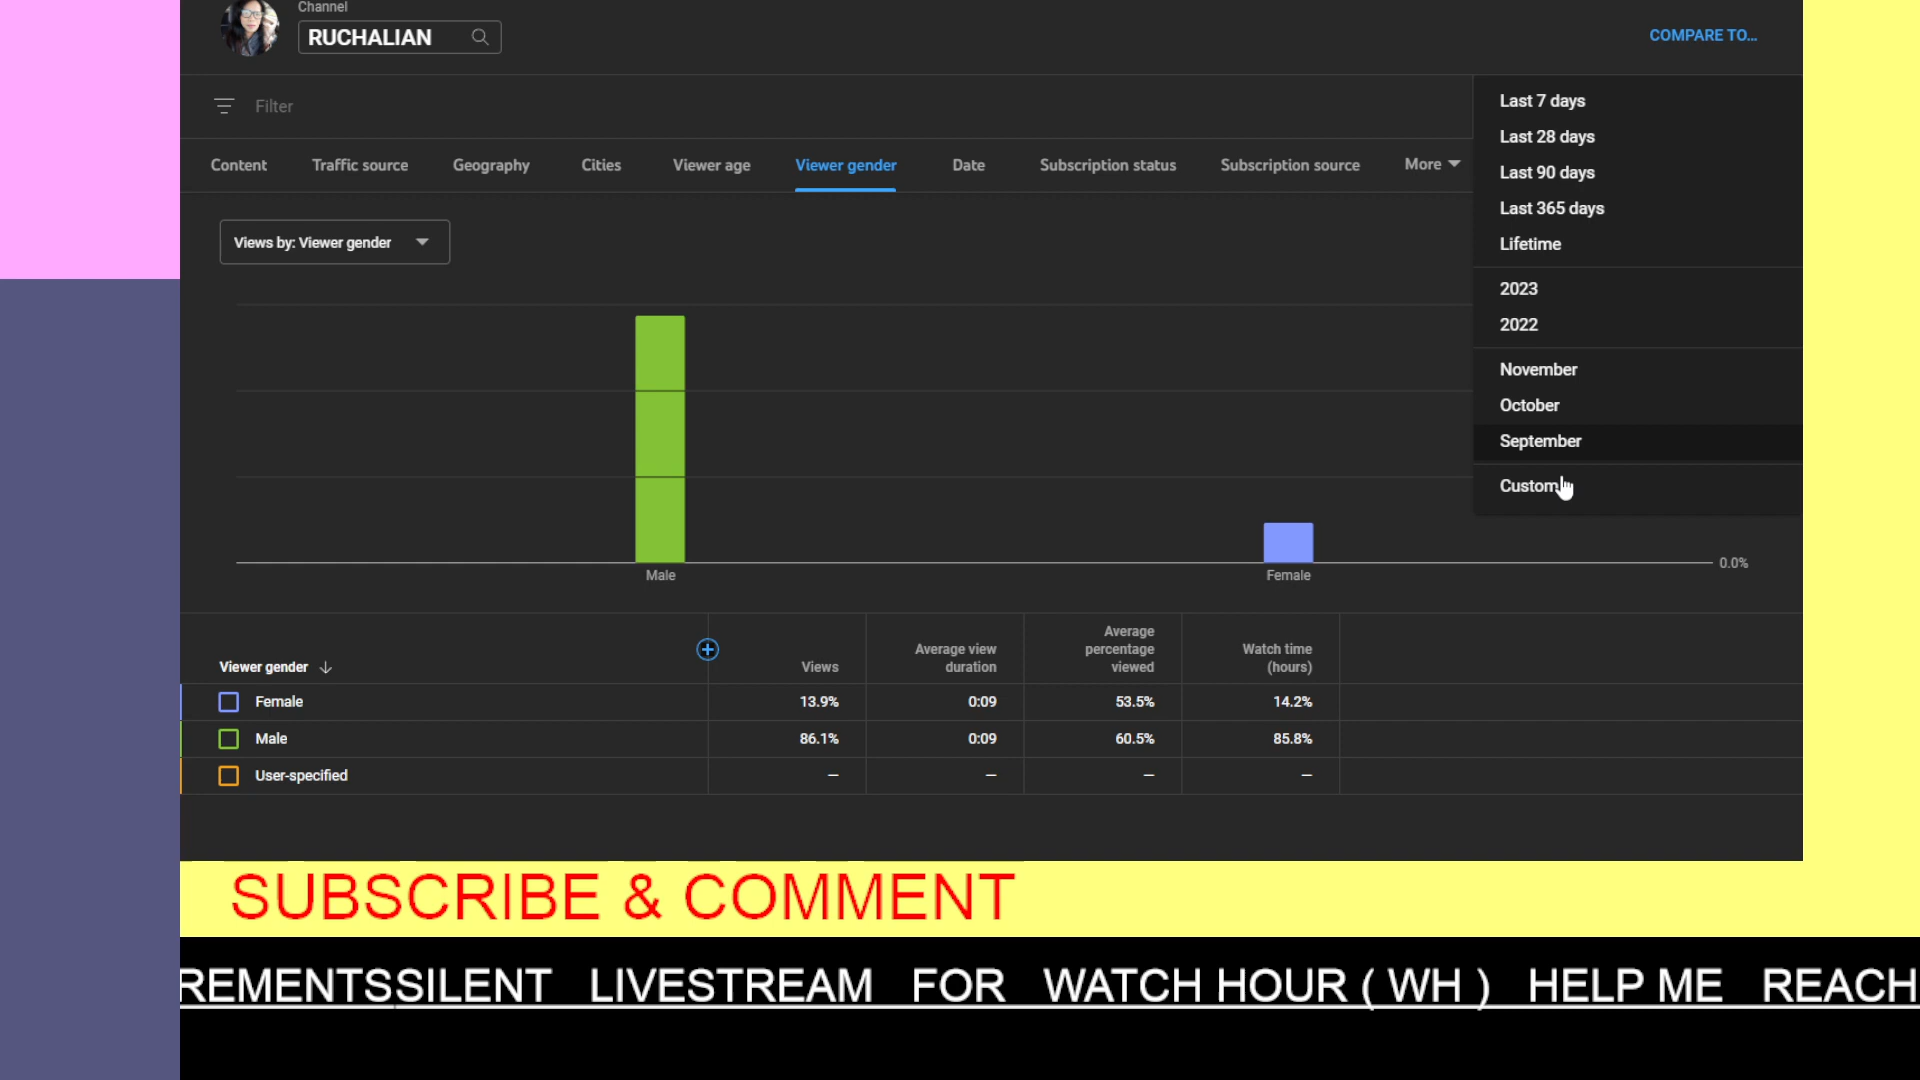 Channel
RUCHALIAN
COMPARE TO...
Filter
Last 7 days
Last 28 days
Last 90 days
Last 365 days
Lifetime
2023
2022
November
October
September
Custom
Content Traffic source Geography Cities Viewer age Viewer gender Date Subscription status Subscription source More
Views by: Viewer gender
0.0%
Male Female
Viewer gender Views Average view duration Average percentage viewed Watch time (hours)
Female 13.9% 0:09 53.5% 14.2%
Male 86.1% 0:09 60.5% 85.8%
User-specified – – – –
SUBSCRIBE & COMMENT
REMENTSSILENT LIVESTREAM FOR WATCH HOUR ( WH ) HELP ME REACH